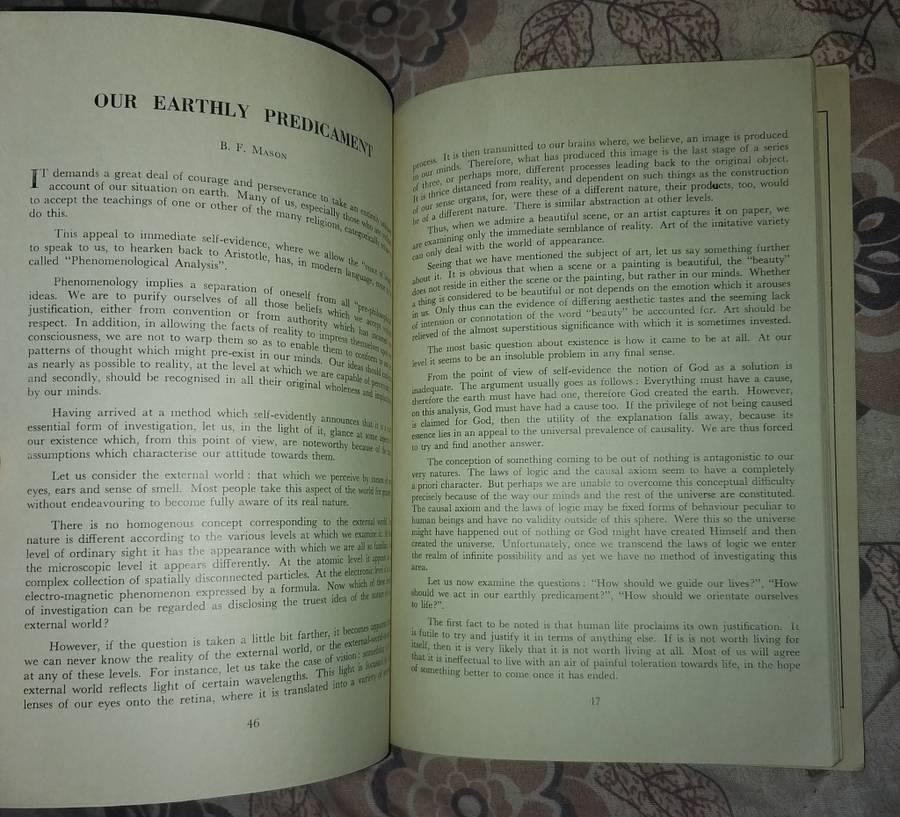 OUR EARTHLY PREDICAMENT
B. F. MASON
IT demands a great deal of courage and perseverance to take an entirely
account of our situation on earth. Many of us, especially those who are
to accept the teachings of one or other of the many religions, categorically
do this.
This appeal to immediate self-evidence, where we allow the
to speak to us, to hearken back to Aristotle, has, in modern language,
called "Phenomenological Analysis".
Phenomenology implies a separation of oneself from all
ideas. We are to purify ourselves of all those beliefs which we accept
justification, either from convention or from authority which has
respect. In addition, in allowing the facts of reality to impress themselves
consciousness, we are not to warp them so as to enable them to conform to
patterns of thought which might pre-exist in our minds. Our ideas should
as nearly as possible to reality, at the level at which we are capable of
and secondly, should be recognised in all their original wholeness and
by our minds.
Having arrived at a method which self-evidently announces that it is
essential form of investigation, let us, in the light of it, glance at some
our existence which, from this point of view, are noteworthy because of the
assumptions which characterise our attitude towards them.
Let us consider the external world : that which we perceive by means of
eyes, ears and sense of smell. Most people take this aspect of the world for
without endeavouring to become fully aware of its real nature.
There is no homogenous concept corresponding to the external
nature is different according to the various levels at which we examine it.
level of ordinary sight it has the appearance with which we are all so familiar.
the microscopic level it appears differently. At the atomic level it
complex collection of spatially disconnected particles. At the electronic level
electro-magnetic phenomenon expressed by a formula. Now which of these
of investigation can be regarded as disclosing the truest idea of the nature of
external world?
However, if the question is taken a little bit farther, it becomes
we can never know the reality of the external world, or the
at any of these levels. For instance, let us take the case of vision : something
external world reflects light of certain wavelengths. This light is focused
lenses of our eyes onto the retina, where it is translated into a variety of
46
process. It is then transmitted to our brains where, we believe, an image is produced
in our minds. Therefore, what has produced this image is the last stage of a series
of three, or perhaps more, different processes leading back to the original object.
It is thrice distanced from reality, and dependent on such things as the construction
of our sense organs, for, were these of a different nature, their products, too, would
be of a different nature. There is similar abstraction at other levels.
Thus, when we admire a beautiful scene, or an artist captures it on paper, we
are examining only the immediate semblance of reality. Art of the imitative variety
can only deal with the world of appearance.
Seeing that we have mentioned the subject of art, let us say something further
about it. It is obvious that when a scene or a painting is beautiful, the "beauty"
does not reside in either the scene or the painting, but rather in our minds. Whether
a thing is considered to be beautiful or not depends on the emotion which it arouses
in us. Only thus can the evidence of differing aesthetic tastes and the seeming lack
of intension or connotation of the word "beauty" be accounted for. Art should be
relieved of the almost superstitious significance with which it is sometimes invested.
The most basic question about existence is how it came to be at all. At our
level it seems to be an insoluble problem in any final sense.
From the point of view of self-evidence the notion of God as a solution is
inadequate. The argument usually goes as follows : Everything must have a cause,
therefore the earth must have had one, therefore God created the earth. However,
on this analysis, God must have had a cause too. If the privilege of not being caused
is claimed for God, then the utility of the explanation falls away, because its
essence lies in an appeal to the universal prevalence of causality. We are thus forced
to try and find another answer.
The conception of something coming to be out of nothing is antagonistic to our
very natures. The laws of logic and the causal axiom seem to have a completely
a priori character. But perhaps we are unable to overcome this conceptual difficulty
precisely because of the way our minds and the rest of the universe are constituted.
The causal axiom and the laws of logic may be fixed forms of behaviour peculiar to
human beings and have no validity outside of this sphere. Were this so the universe
might have happened out of nothing or God might have created Himself and then
created the universe. Unfortunately, once we transcend the laws of logic we enter
the realm of infinite possibility and as yet we have no method of investigating this
area.
Let us now examine the questions : "How should we guide our lives?", "How
should we act in our earthly predicament?", "How should we orientate ourselves
to life?".
The first fact to be noted is that human life proclaims its own justification. It
is futile to try and justify it in terms of anything else. If is is not worth living for
itself, then it is very likely that it is not worth living at all. Most of us will agree
that it is ineffectual to live with an air of painful toleration towards life, in the hope
of something better to come once it has ended.
47